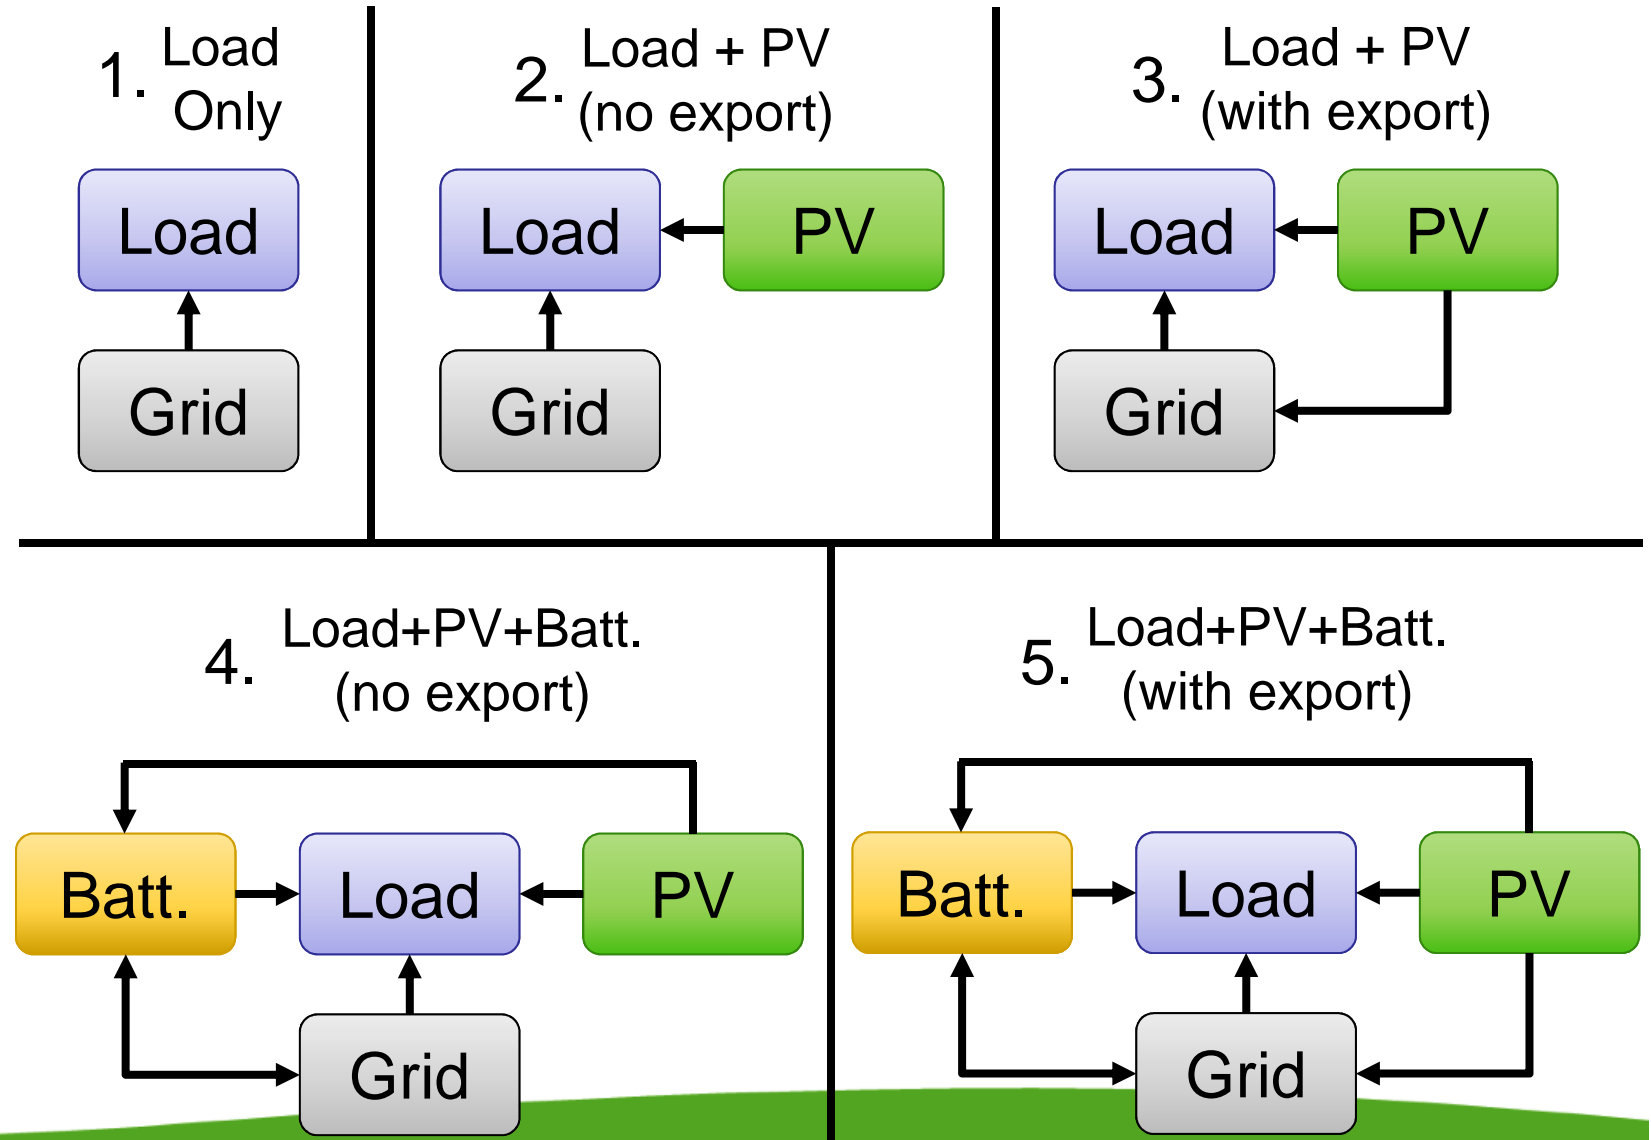 1. Load
Only
Load
Grid
2. Load + PV
(no export)
Load
PV
Grid
3. Load + PV
(with export)
Load
PV
Grid
4. Load+PV+Batt.
(no export)
Batt.
Load
PV
Grid
5. Load+PV+Batt.
(with export)
Batt.
Load
PV
Grid